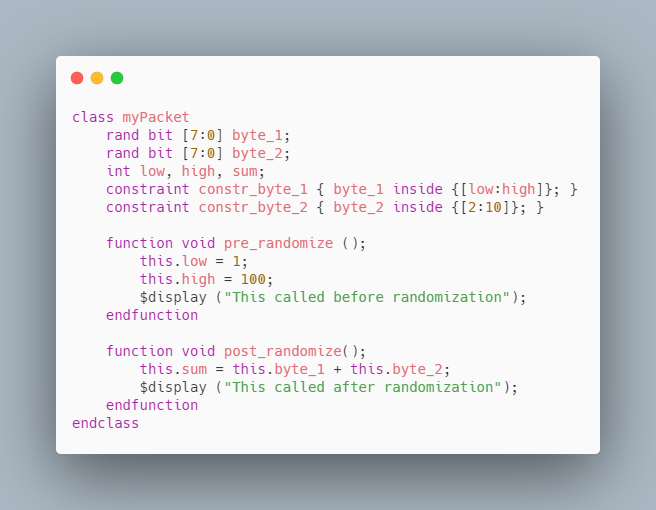 class myPacket
    rand bit [7:0] byte_1;
    rand bit [7:0] byte_2;
    int low, high, sum;
    constraint constr_byte_1 { byte_1 inside {[low:high]}; }
    constraint constr_byte_2 { byte_2 inside {[2:10]}; }

    function void pre_randomize ();
        this.low = 1;
        this.high = 100;
        $display ("This called before randomization");
    endfunction

    function void post_randomize();
        this.sum = this.byte_1 + this.byte_2;
        $display ("This called after randomization");
    endfunction
endclass